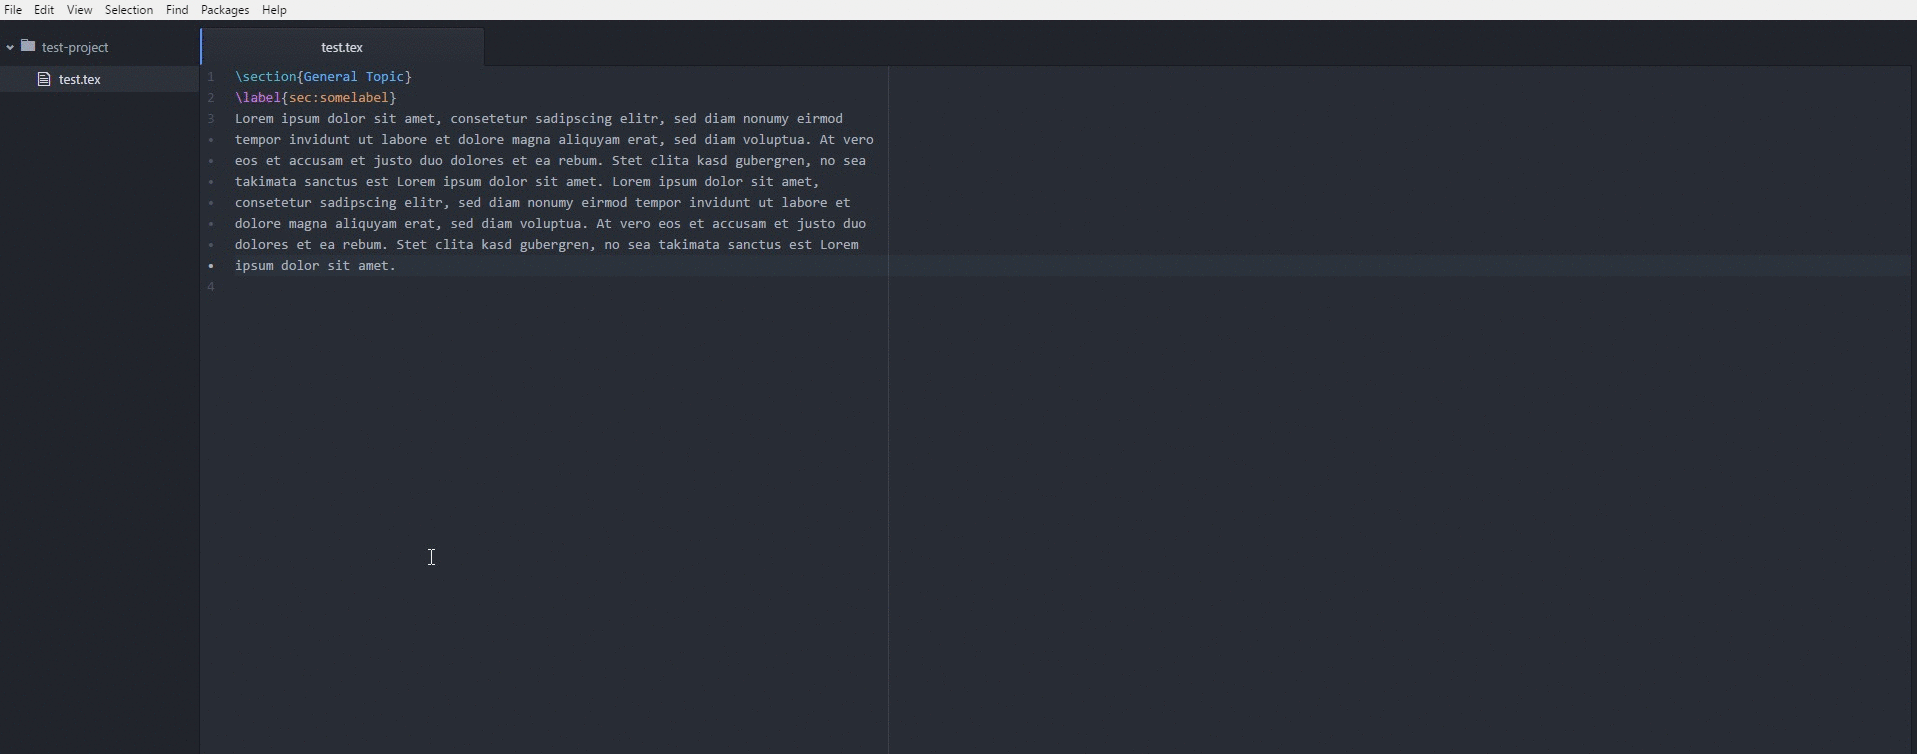 File Edit View Selection Find Packages Help
test-project
test.tex
test.tex
1 \section{General Topic}
2 \label{sec:somelabel}
3 Lorem ipsum dolor sit amet, consetetur sadipscing elitr, sed diam nonumy eirmod
• tempor invidunt ut labore et dolore magna aliquyam erat, sed diam voluptua. At vero
• eos et accusam et justo duo dolores et ea rebum. Stet clita kasd gubergren, no sea
• takimata sanctus est Lorem ipsum dolor sit amet. Lorem ipsum dolor sit amet,
• consetetur sadipscing elitr, sed diam nonumy eirmod tempor invidunt ut labore et
• dolore magna aliquyam erat, sed diam voluptua. At vero eos et accusam et justo duo
• dolores et ea rebum. Stet clita kasd gubergren, no sea takimata sanctus est Lorem
• ipsum dolor sit amet.
4